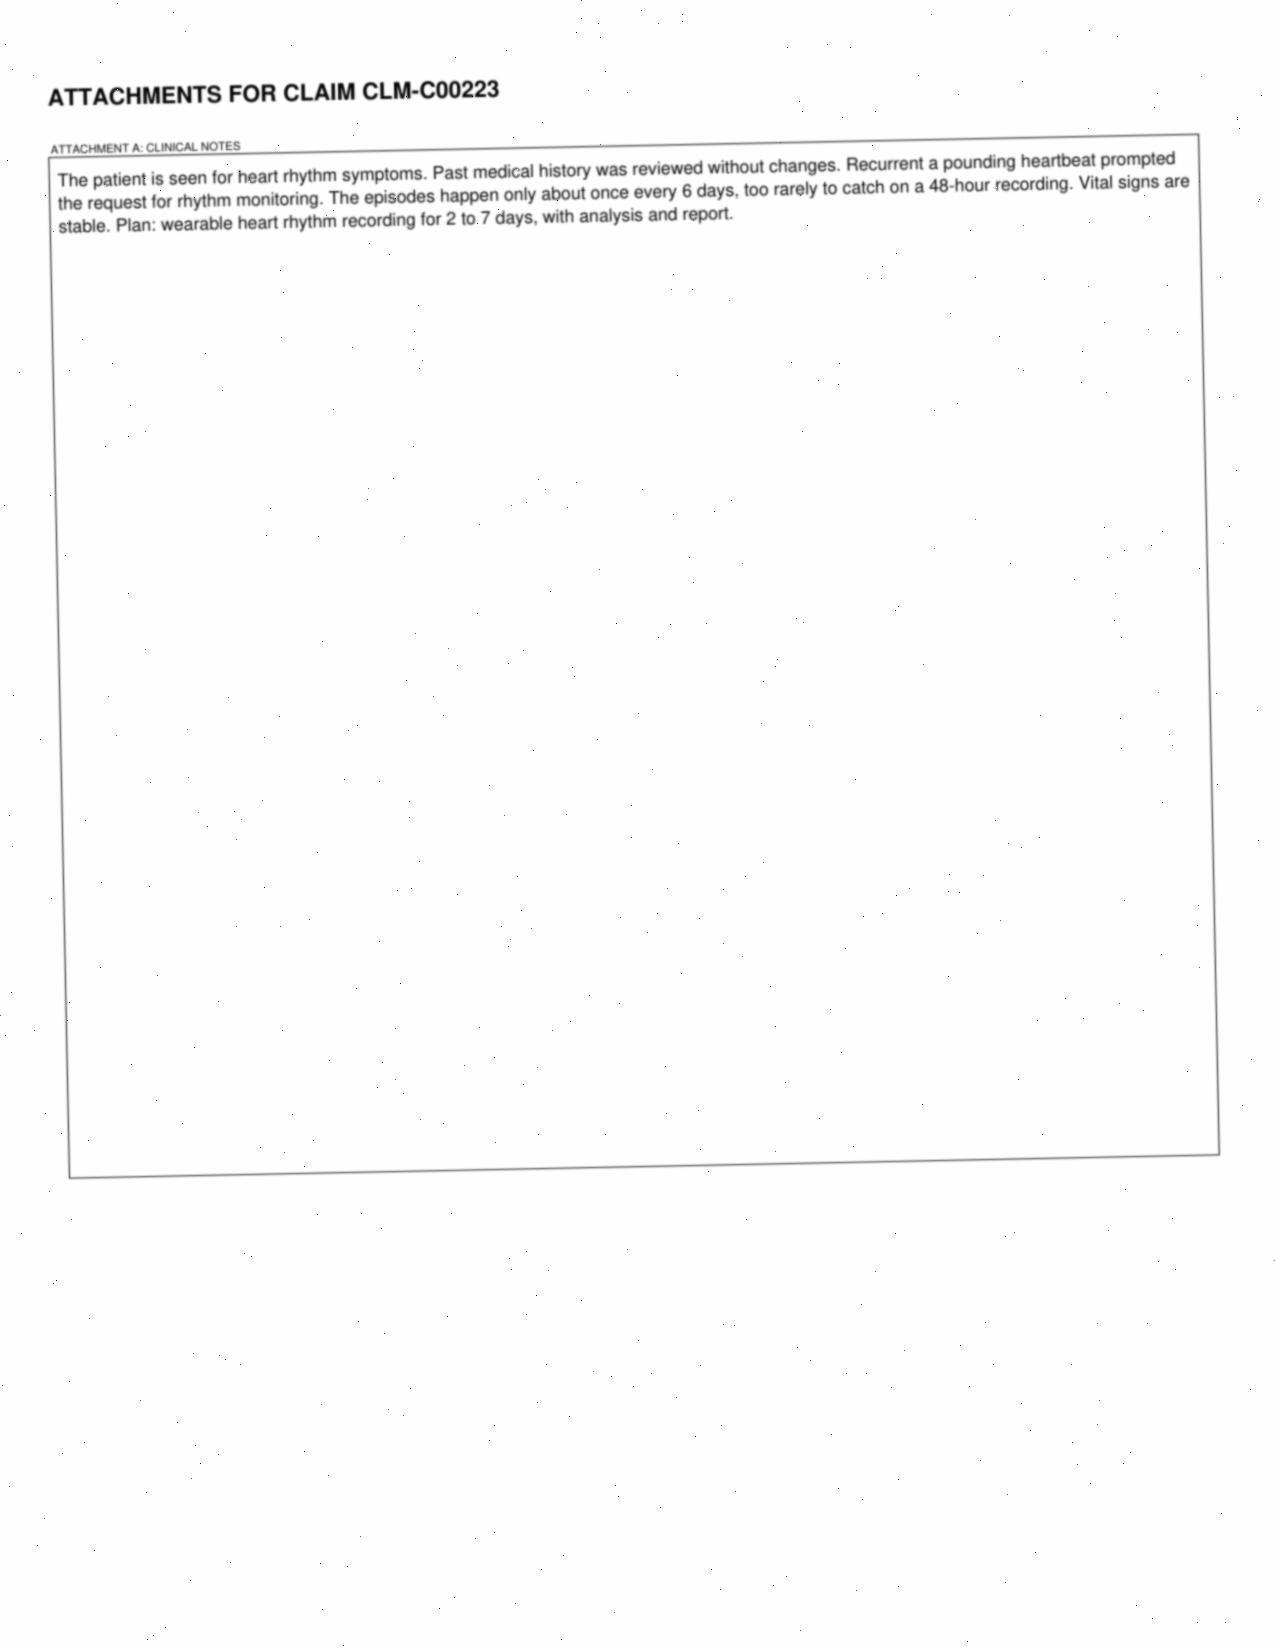 ATTACHMENTS FOR CLAIM CLM-C00223
ATTACHMENT A: CLINICAL NOTES
The patient is seen for heart rhythm symptoms. Past medical history was reviewed without changes. Recurrent a pounding heartbeat prompted
the request for rhythm monitoring. The episodes happen only about once every 6 days, too rarely to catch on a 48-hour recording. Vital signs are
stable. Plan: wearable heart rhythm recording for 2 to 7 days, with analysis and report.